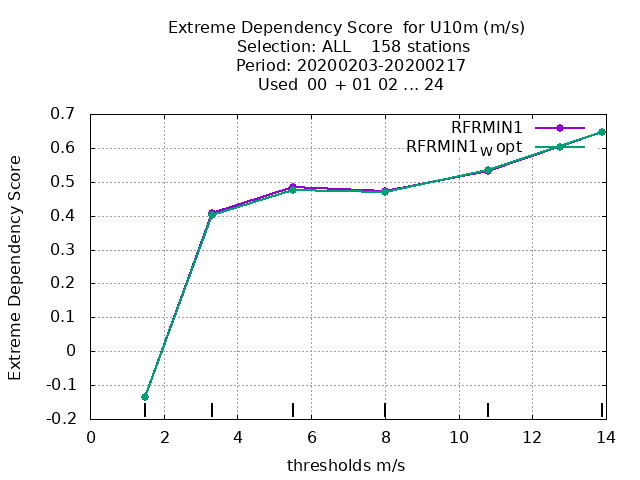 Extreme Dependency Score  for U10m (m/s)
Selection: ALL    158 stations
Period: 20200203-20200217
Used  00 + 01 02 ... 24
RFRMIN1
RFRMIN1W opt
0.7
0.6
0.5
0.4
0.3
0.2
0.1
0
-0.1
-0.2
Extreme Dependency Score
0 2 4 6 8 10 12 14
thresholds m/s